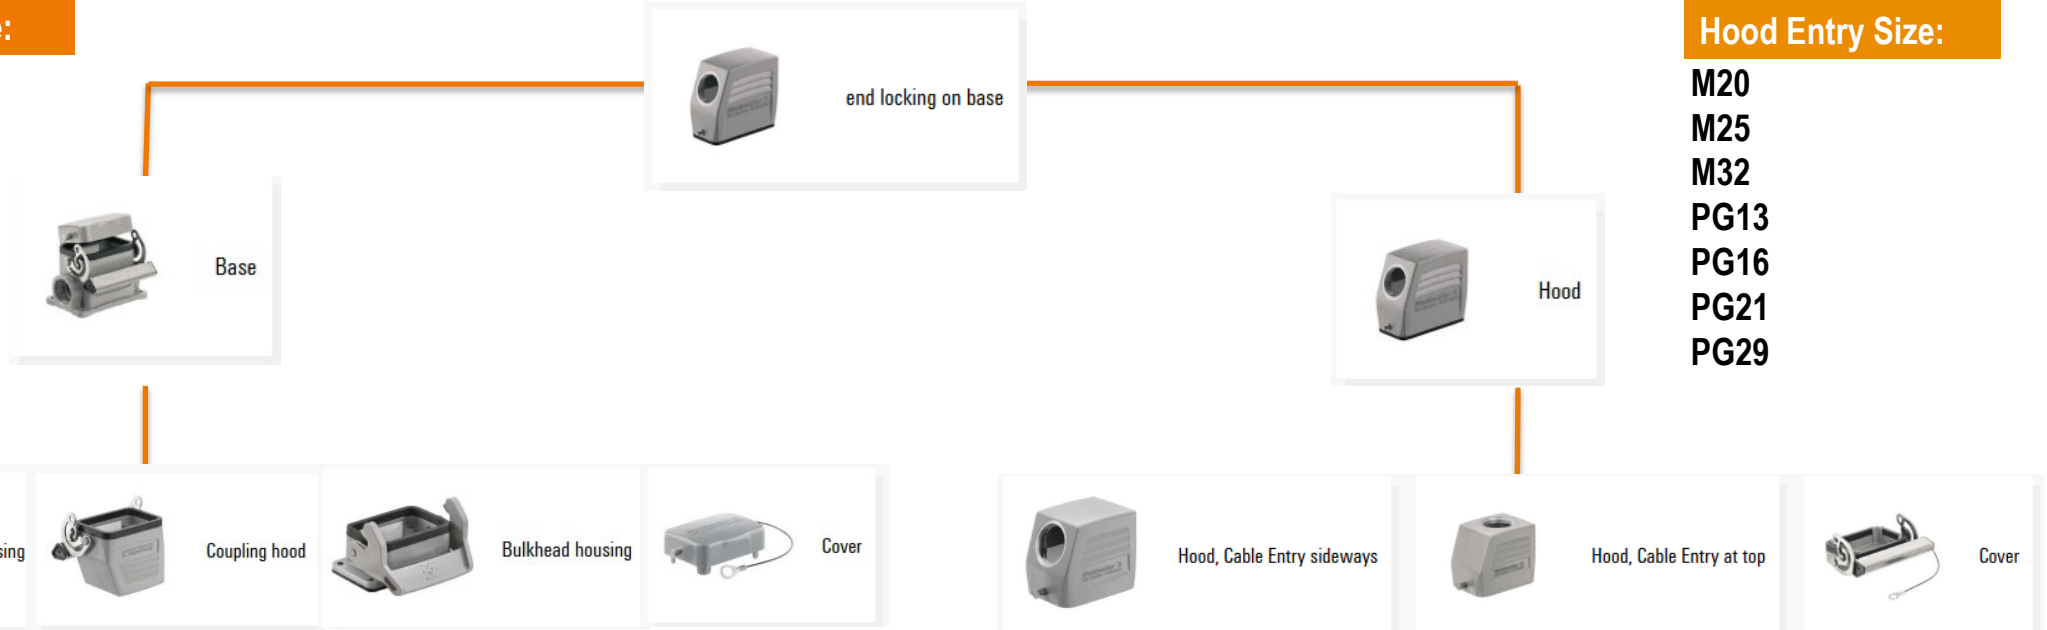 :
Hood Entry Size:
M20
M25
M32
PG13
PG16
PG21
PG29
end locking on base
Base
Hood
Coupling hood
Bulkhead housing
Cover
Hood, Cable Entry sideways
Hood, Cable Entry at top
Cover